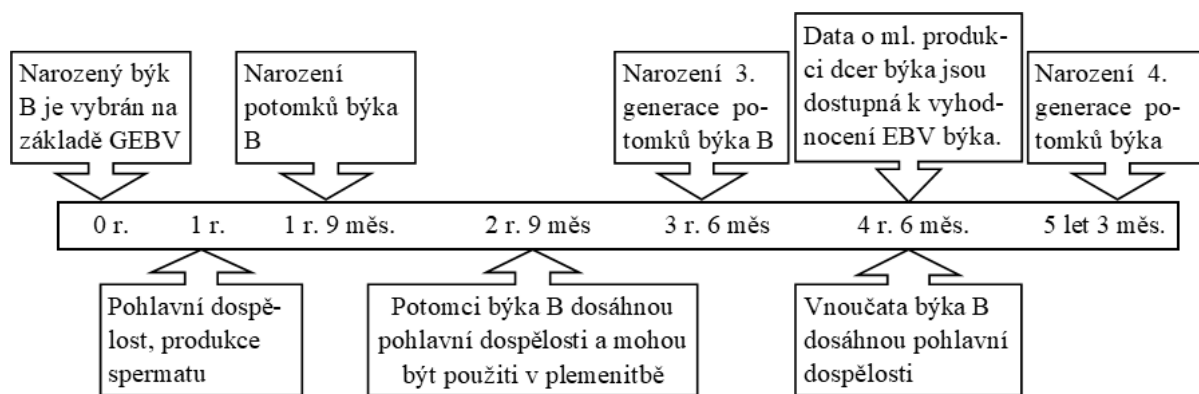 Narozený býk
B je vybrán na
základě GEBV
Narození
potomků býka
B
Narození 3.
generace po-
tomků býka B
Data o ml. produk-
ci dcer býka jsou
dostupná k vyhod-
nocení EBV býka.
Narození 4.
generace po-
tomků býka
0 r. 1 r. 1 r. 9 měs. 2 r. 9 měs 3 r. 6 měs 4 r. 6 měs. 5 let 3 měs.
Pohlavní dospě-
lost, produkce
spermatu
Potomci býka B dosáhnou
pohlavní dospělosti a mohou
být použiti v plemenitbě
Vnoučata býka B
dosáhnou pohlavní
dospělosti